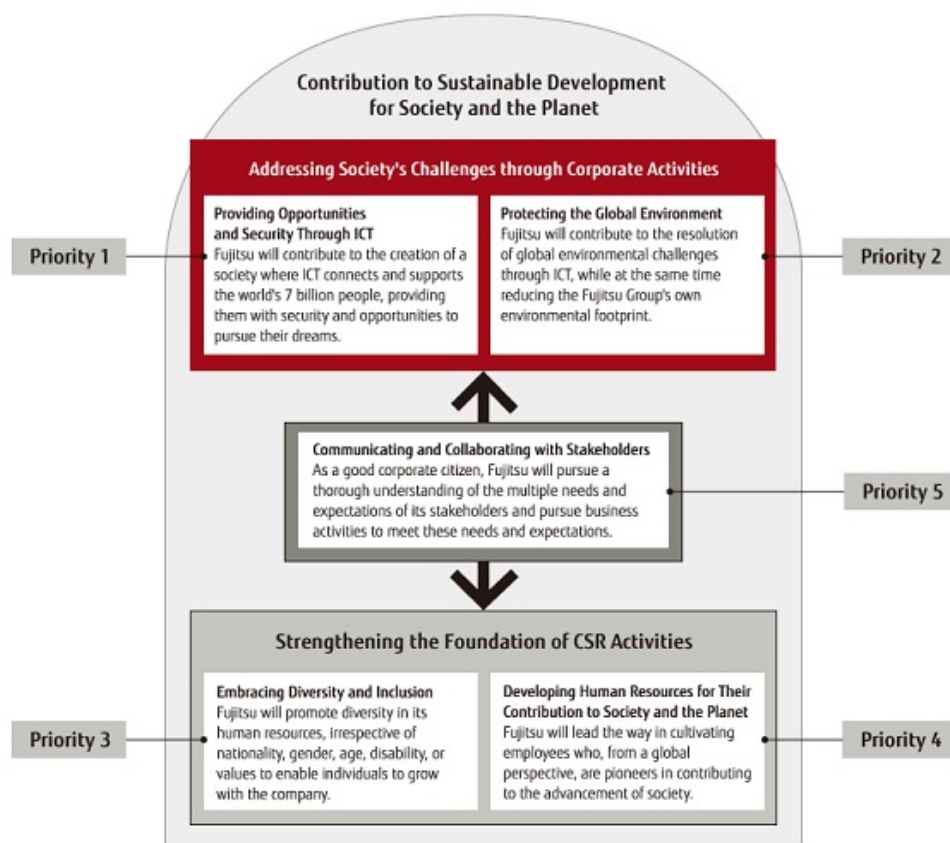 Contribution to Sustainable Development
for Society and the Planet
Addressing Society's Challenges through Corporate Activities
Priority 1
Providing Opportunities
and Security Through ICT
Fujitsu will contribute to the creation of a
society where ICT connects and supports
the world's 7 billion people, providing
them with security and opportunities to
pursue their dreams.
Protecting the Global Environment
Fujitsu will contribute to the resolution
of global environmental challenges
through ICT, while at the same time
reducing the Fujitsu Group's own
environmental footprint.
Priority 2
Communicating and Collaborating with Stakeholders
As a good corporate citizen, Fujitsu will pursue a
thorough understanding of the multiple needs and
expectations of its stakeholders and pursue business
activities to meet these needs and expectations.
Priority 5
Strengthening the Foundation of CSR Activities
Priority 3
Embracing Diversity and Inclusion
Fujitsu will promote diversity in its
human resources, irrespective of
nationality, gender, age, disability, or
values to enable individuals to grow
with the company.
Developing Human Resources for Their
Contribution to Society and the Planet
Fujitsu will lead the way in cultivating
employees who, from a global
perspective, are pioneers in contributing
to the advancement of society.
Priority 4